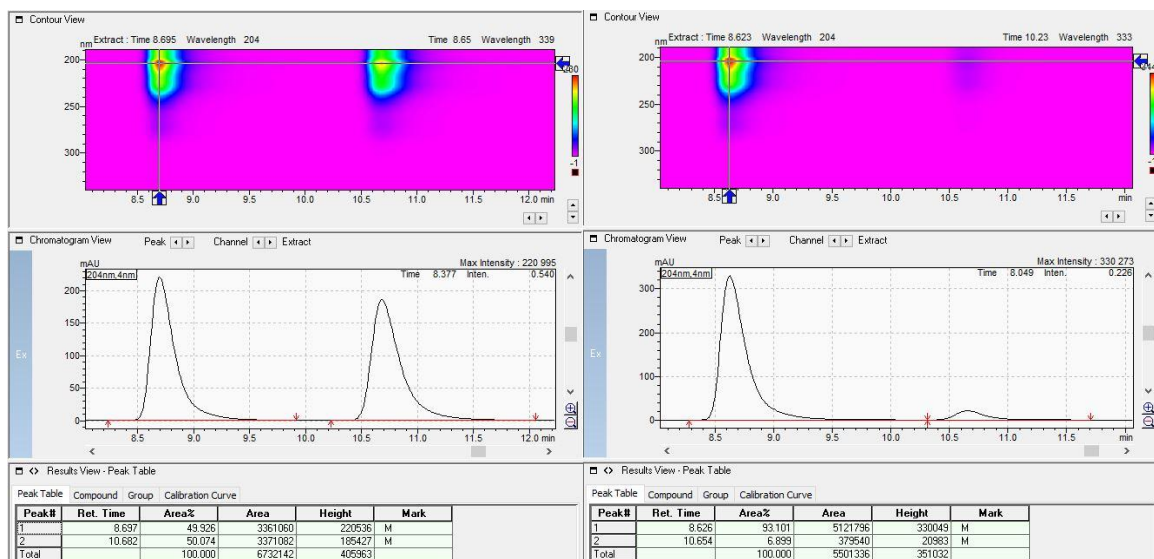 Contour View
nm Extract : Time 8.695 Wavelength 204 Time 8.65 Wavelength 339
200
250
300
-1
8.5 9.0 9.5 10.0 10.5 11.0 11.5 12.0 min
Chromatogram View Peak Channel Extract
mAU Max Intensity : 220 995
204nm,4nm Time 8.377 Inten. 0.540
200
150
100
50
0
8.5 9.0 9.5 10.0 10.5 11.0 11.5 12.0 min
Ex
Results View - Peak Table
Peak Table Compound Group Calibration Curve
Peak# Ret. Time Area% Area Height Mark
1 8.697 49.926 3361060 220536 M
2 10.682 50.074 3371082 185427 M
Total 100.000 6732142 405963
Contour View
nm Extract : Time 8.623 Wavelength 204 Time 10.23 Wavelength 333
200
250
300
8.5 9.0 9.5 10.0 10.5 11.0 11.5 min
Chromatogram View Peak Channel Extract
mAU Max Intensity : 330 273
204nm,4nm Time 8.049 Inten. 0.226
300
200
100
0
8.5 9.0 9.5 10.0 10.5 11.0 11.5 min
Ex
Results View - Peak Table
Peak Table Compound Group Calibration Curve
Peak# Ret. Time Area% Area Height Mark
1 8.626 93.101 5121796 330049 M
2 10.654 6.899 379540 20983 M
Total 100.000 5501336 351032